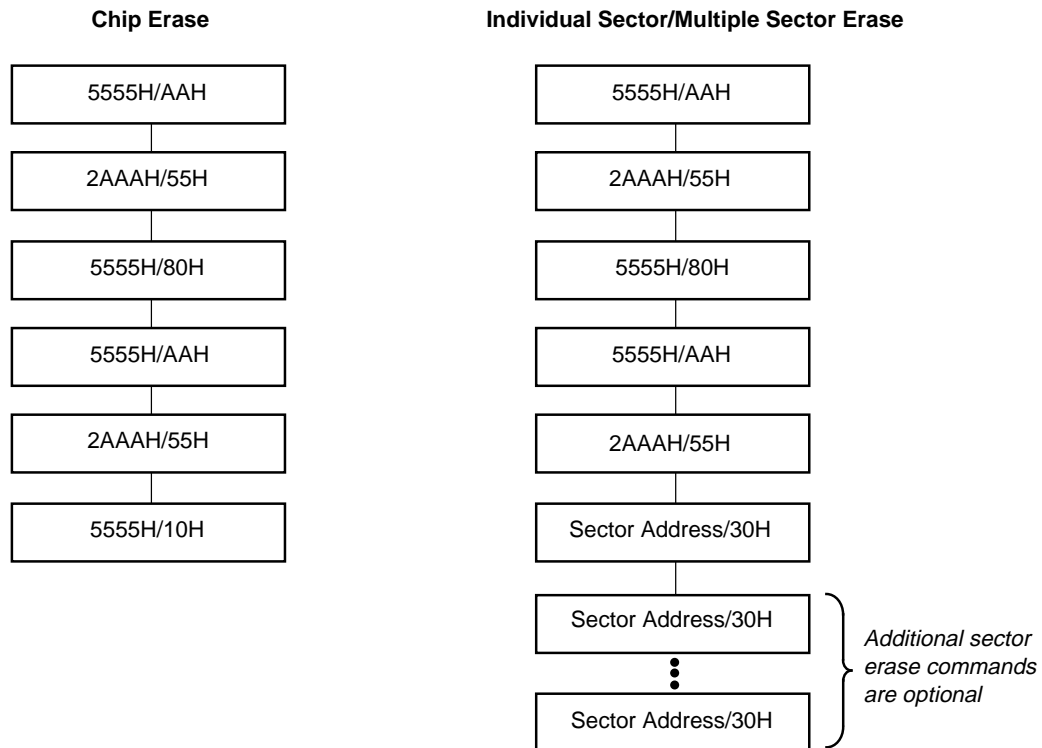 Chip Erase
5555H/AAH
2AAAH/55H
5555H/80H
5555H/AAH
2AAAH/55H
5555H/10H
Individual Sector/Multiple Sector Erase
5555H/AAH
2AAAH/55H
5555H/80H
5555H/AAH
2AAAH/55H
Sector Address/30H
Sector Address/30H
Sector Address/30H
Additional sector
erase commands
are optional